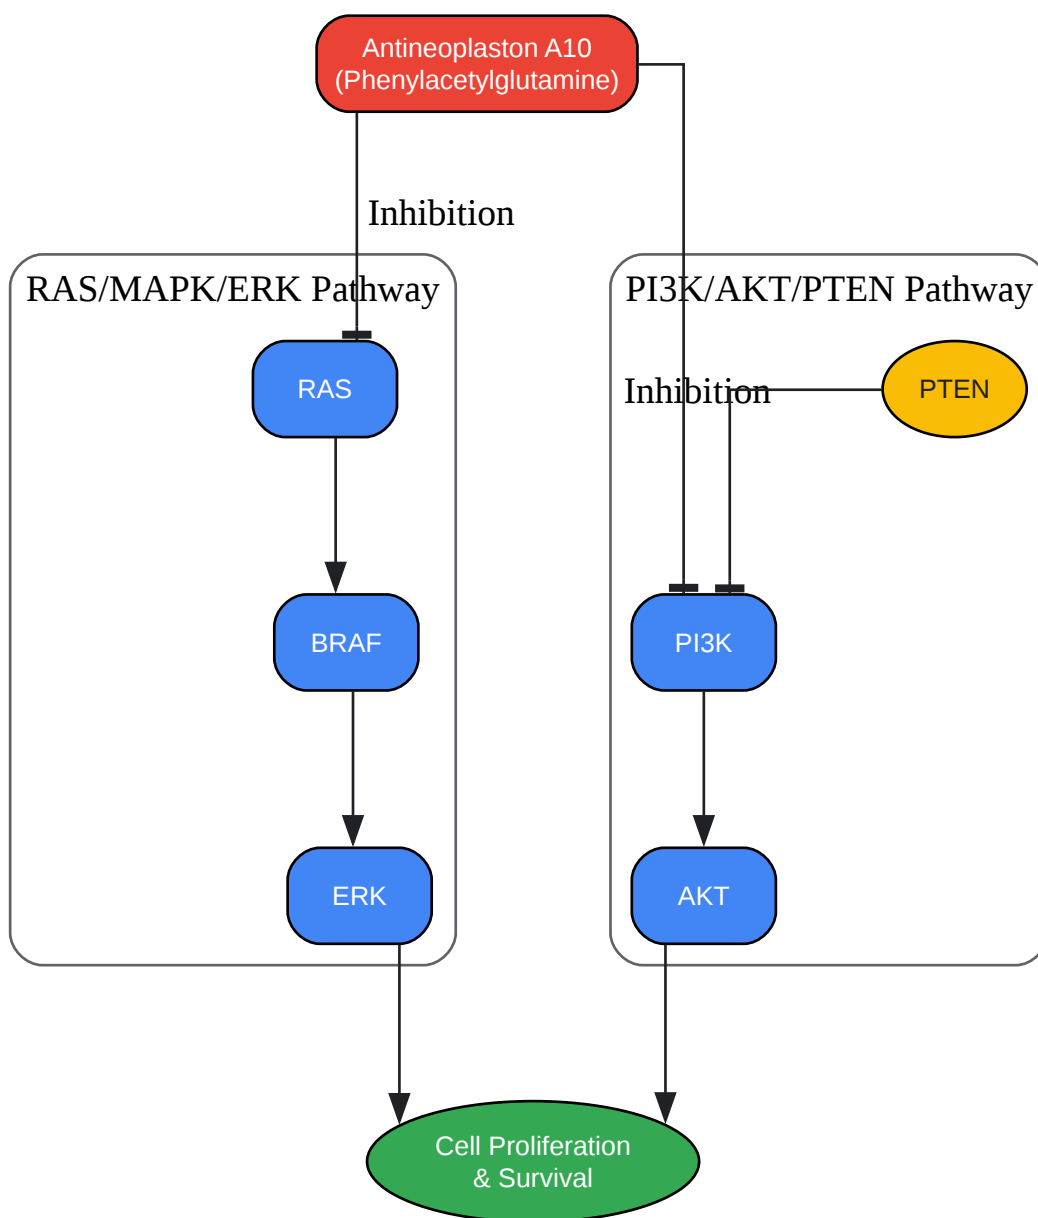 Antineoplaston A10
(Phenylacetylglutamine)
Inhibition
RAS/MAPK/ERK Pathway
PI3K/AKT/PTEN Pathway
RAS
Inhibition
PTEN
BRAF
PI3K
ERK
AKT
Cell Proliferation
& Survival